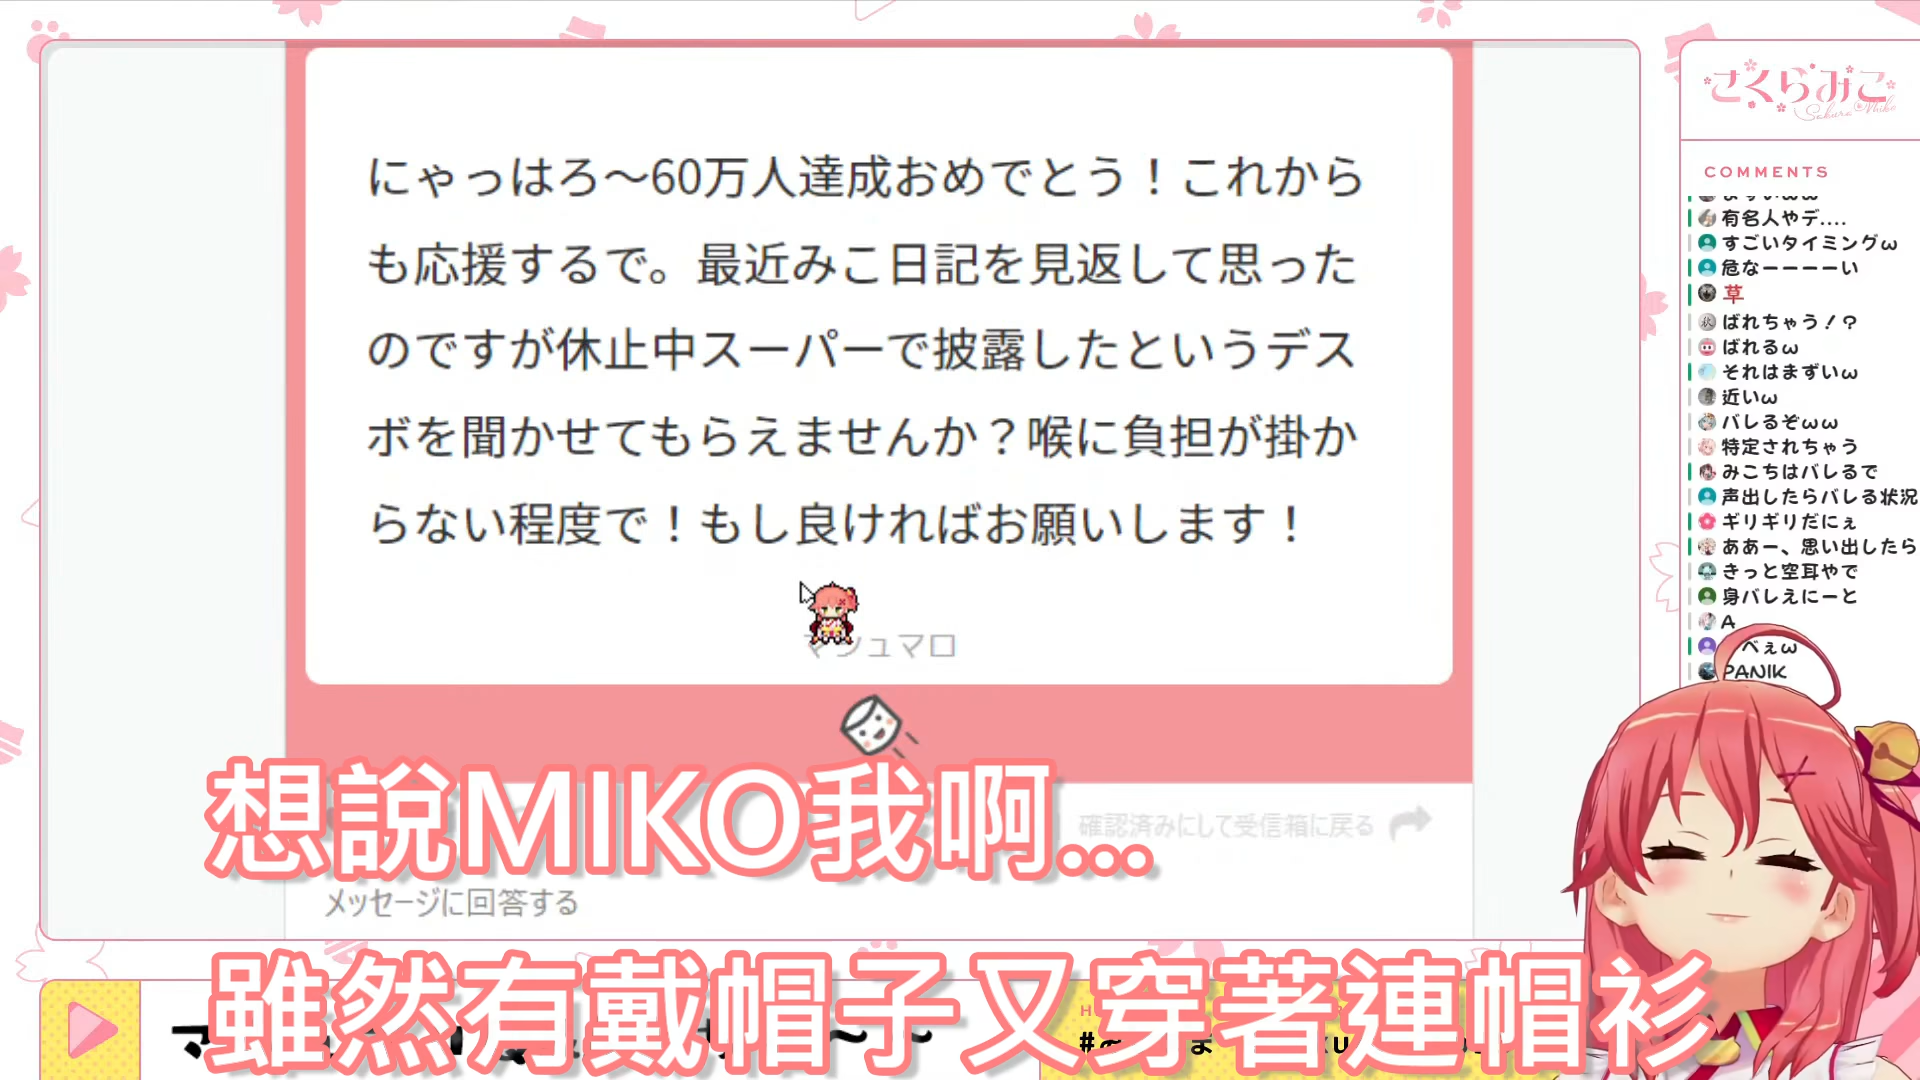 にゃっはろ～60万人達成おめでとう！これから
も応援するで。最近みこ日記を見返して思った
のですが休止中スーパーで披露したというデス
ボを聞かせてもらえませんか？喉に負担が掛か
らない程度で！もし良ければお願いします！
マシュマロ
確認済みにして受信箱に戻る
メッセージに回答する
想說MIKO我啊...
雖然有戴帽子又穿著連帽衫
さくらみこ
Sakura Miko
COMMENTS
有名人やデ....
すごいタイミングω
危なーーーーい
草
ばれちゃう！？
ばれるω
それはまずいω
近いω
バレるぞωω
特定されちゃう
みこちはバレるで
声出したらバレる状況
ギリギリだにぇ
ああー、思い出したら
きっと空耳やで
身バレえにーと
A
べぇω
PANIK